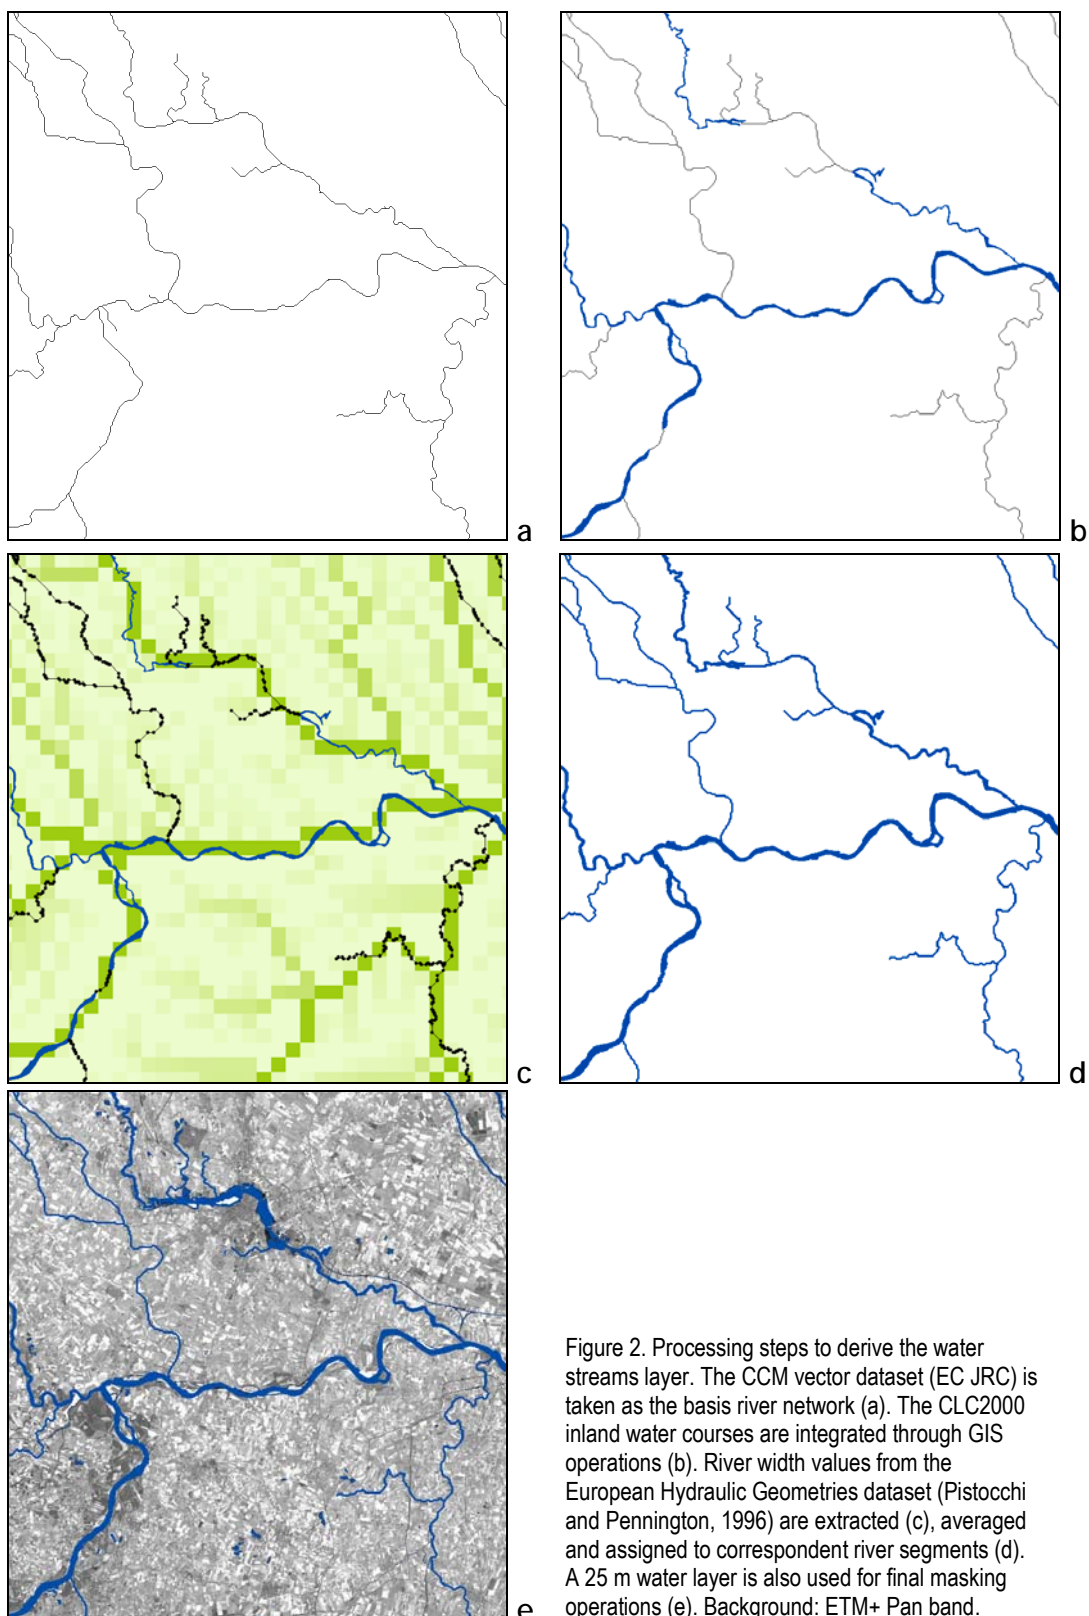 a
b
c
d
e
Figure 2. Processing steps to derive the water
streams layer. The CCM vector dataset (EC JRC) is
taken as the basis river network (a). The CLC2000
inland water courses are integrated through GIS
operations (b). River width values from the
European Hydraulic Geometries dataset (Pistocchi
and Pennington, 1996) are extracted (c), averaged
and assigned to correspondent river segments (d).
A 25 m water layer is also used for final masking
operations (e). Background: ETM+ Pan band.